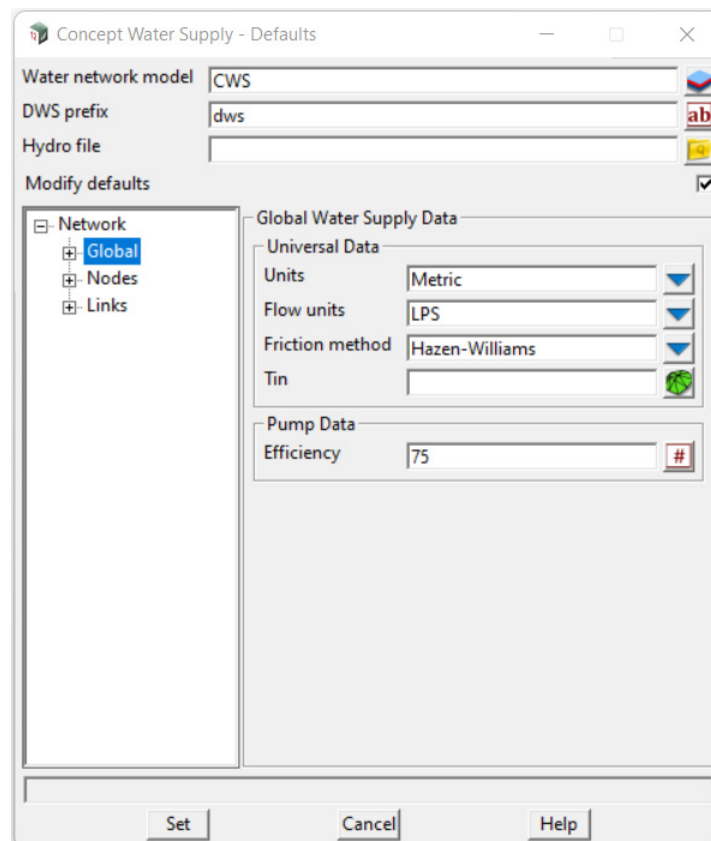 Concept Water Supply - Defaults
Water network model CWS
DWS prefix dws ab
Hydro file
Modify defaults
Network
Global
Nodes
Links
Global Water Supply Data
Universal Data
Units Metric
Flow units LPS
Friction method Hazen-Williams
Tin
Pump Data
Efficiency 75 #
Set Cancel Help